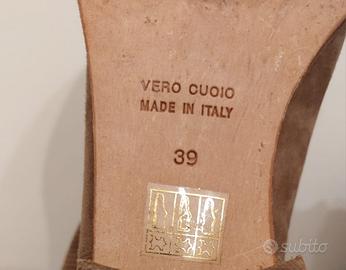 VERO CUOIO
MADE IN ITALY
39
subito